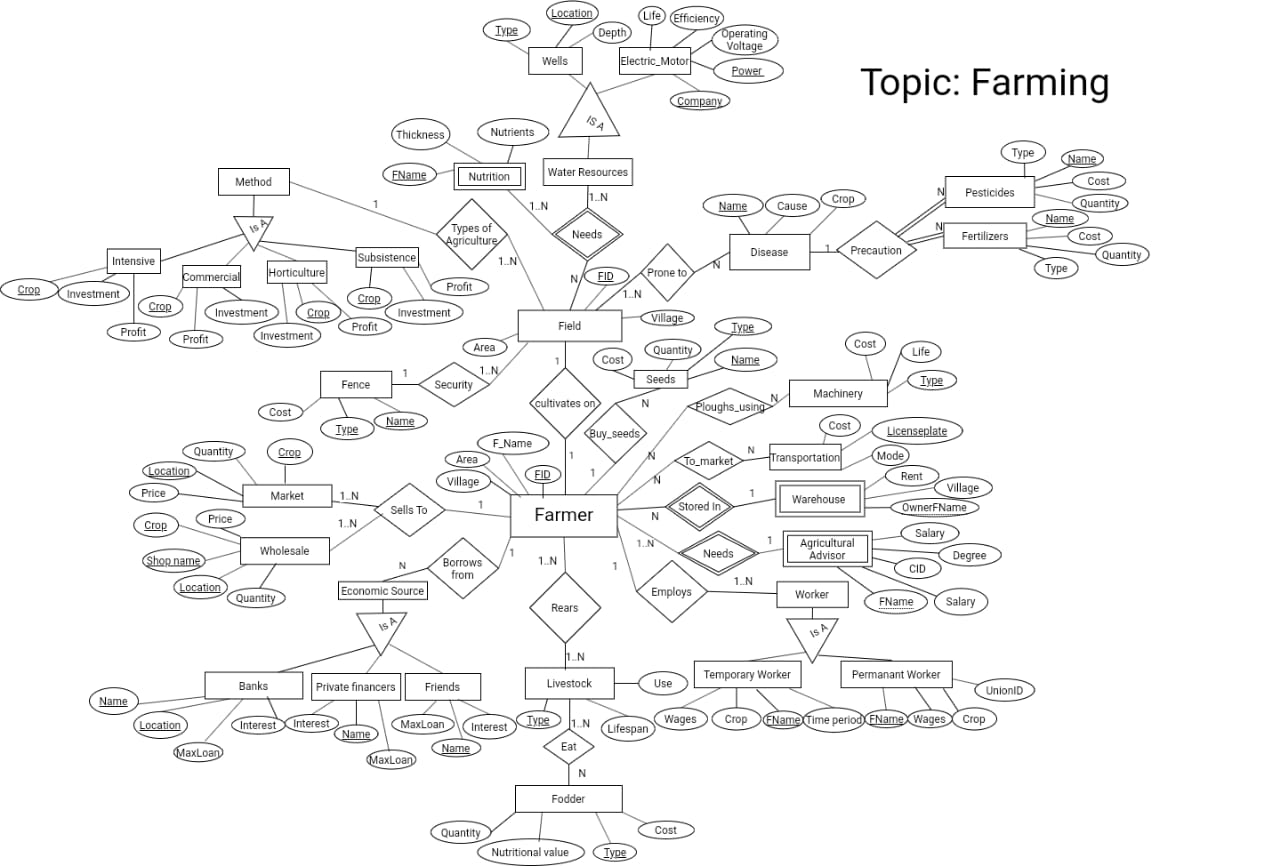 Location
Life
Efficiency
Type
Depth
Operating
Voltage
Wells
Electric_Motor
Power
Company
Topic: Farming
IS A
Thickness
Nutrients
FName
Nutrition
Water Resources
Method
1
1..N
1..N
Types of
Agriculture
Needs
1..N
N
Is A
Intensive
Commercial
Horticulture
Subsistence
Crop
Investment
Profit
Crop
Profit
Investment
Investment
Crop
Profit
Crop
Investment
Profit
Type
Name
Pesticides
Cost
Quantity
N
Name
N
Fertilizers
Cost
Quantity
Type
Name
Cause
Crop
Disease
1
Precaution
Prone to
N
1..N
FID
Field
Village
Area
1..N
Security
1
Fence
Cost
Type
Name
1
cultivates on
1
Type
Quantity
Cost
Name
Seeds
N
Buy_seeds
1
Cost
Life
Machinery
Type
N
Ploughs_using
N
Cost
Licenseplate
Transportation
Mode
N
To_market
N
Rent
Village
Warehouse
OwnerFName
1
Stored In
N
Salary
Agricultural
Advisor
Degree
CID
FName
Salary
1
Needs
1..N
F_Name
Area
FID
Village
Farmer
Quantity
Crop
Location
Price
Market
1..N
Sells To
1
1..N
Crop
Price
Wholesale
Shop name
Location
Quantity
1
Borrows
from
N
Economic Source
Is A
Banks
Private financers
Friends
Name
Location
MaxLoan
Interest
Interest
Name
MaxLoan
MaxLoan
Name
Interest
1..N
Rears
1..N
Livestock
Use
Type
Lifespan
1..N
Eat
N
Fodder
Quantity
Nutritional value
Type
Cost
1
Employs
1..N
Worker
Is A
Temporary Worker
Permanant Worker
UnionID
Wages
Crop
FName
Time period
FName
Wages
Crop